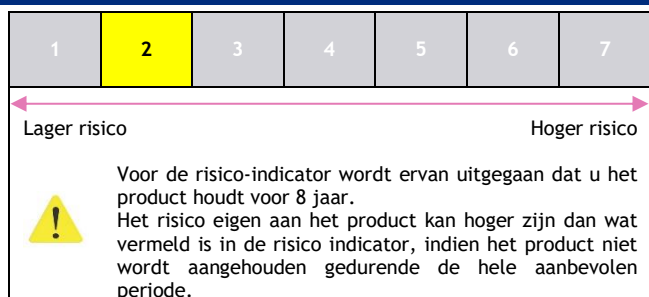 1 2 3 4 5 6 7
Lager risico Hoger risico
Voor de risico-indicator wordt ervan uitgegaan dat u het
product houdt voor 8 jaar.
Het risico eigen aan het product kan hoger zijn dan wat
vermeld is in de risico indicator, indien het product niet
wordt aangehouden gedurende de hele aanbevolen
periode.